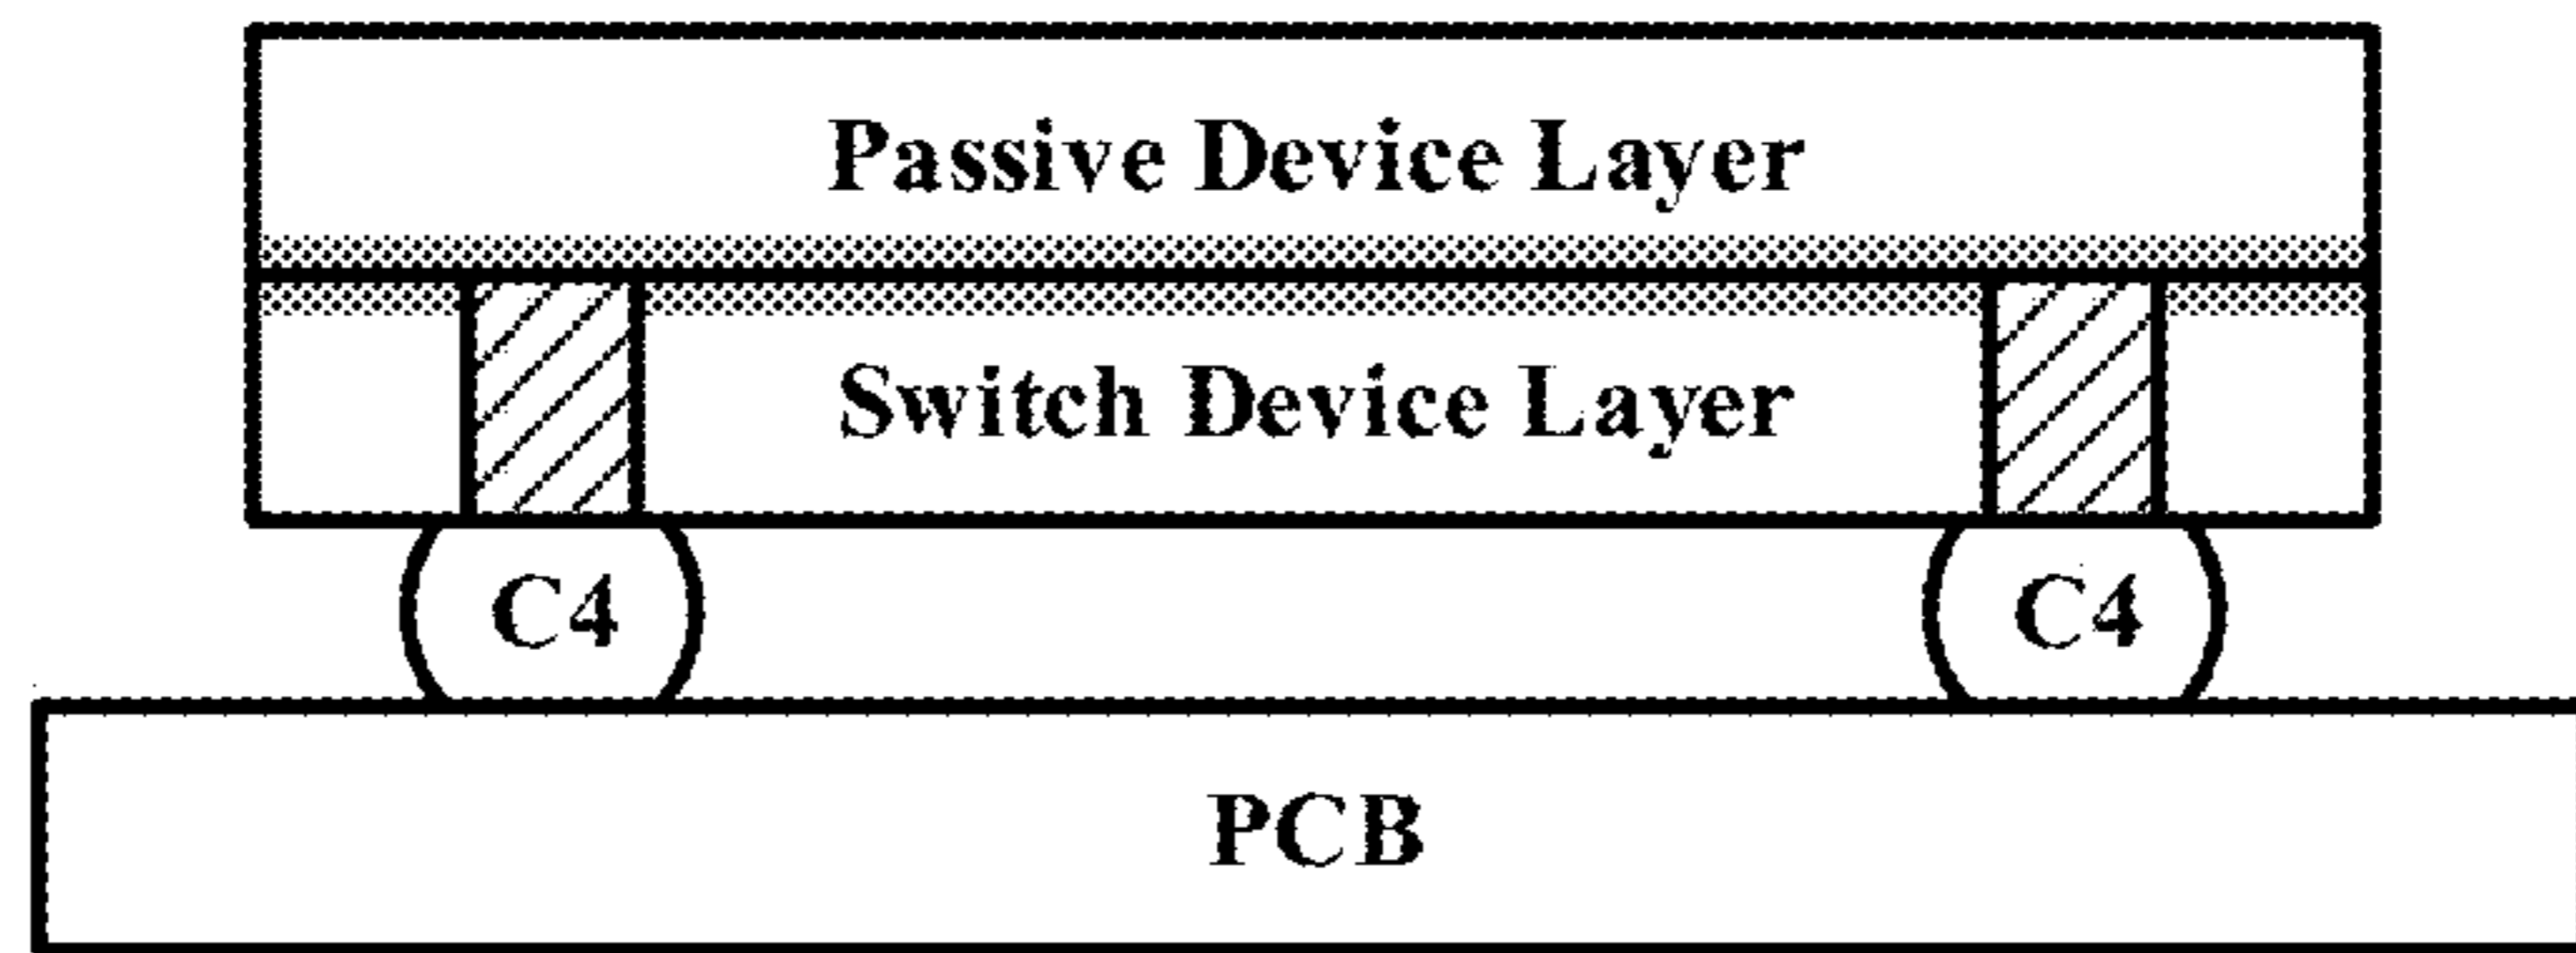 Passive Device Layer
Switch Device Layer
C4
C4
PCB